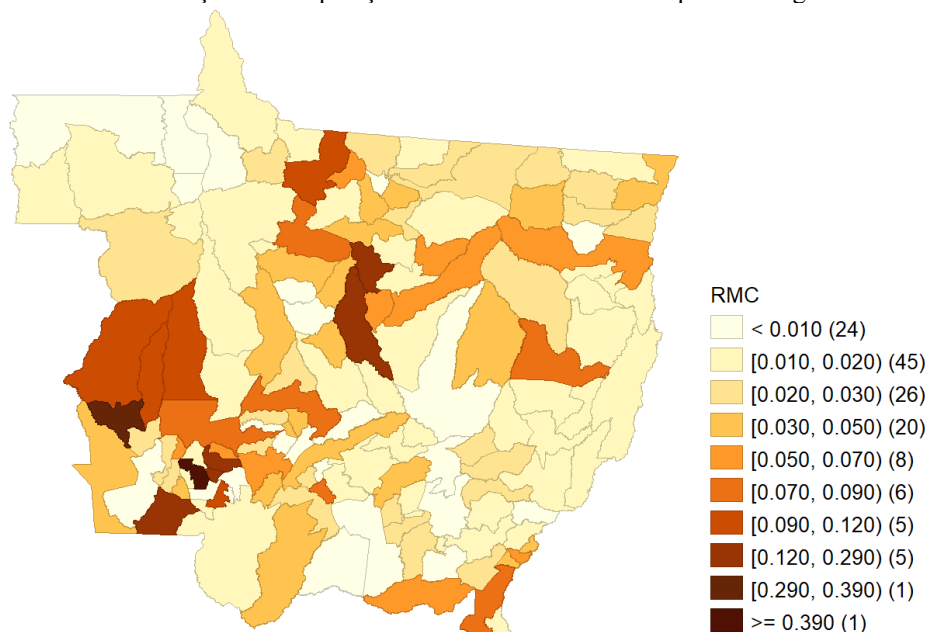 RMC
< 0.010 (24)
[0.010, 0.020) (45)
[0.020, 0.030) (26)
[0.030, 0.050) (20)
[0.050, 0.070) (8)
[0.070, 0.090) (6)
[0.090, 0.120) (5)
[0.120, 0.290) (5)
[0.290, 0.390) (1)
>= 0.390 (1)